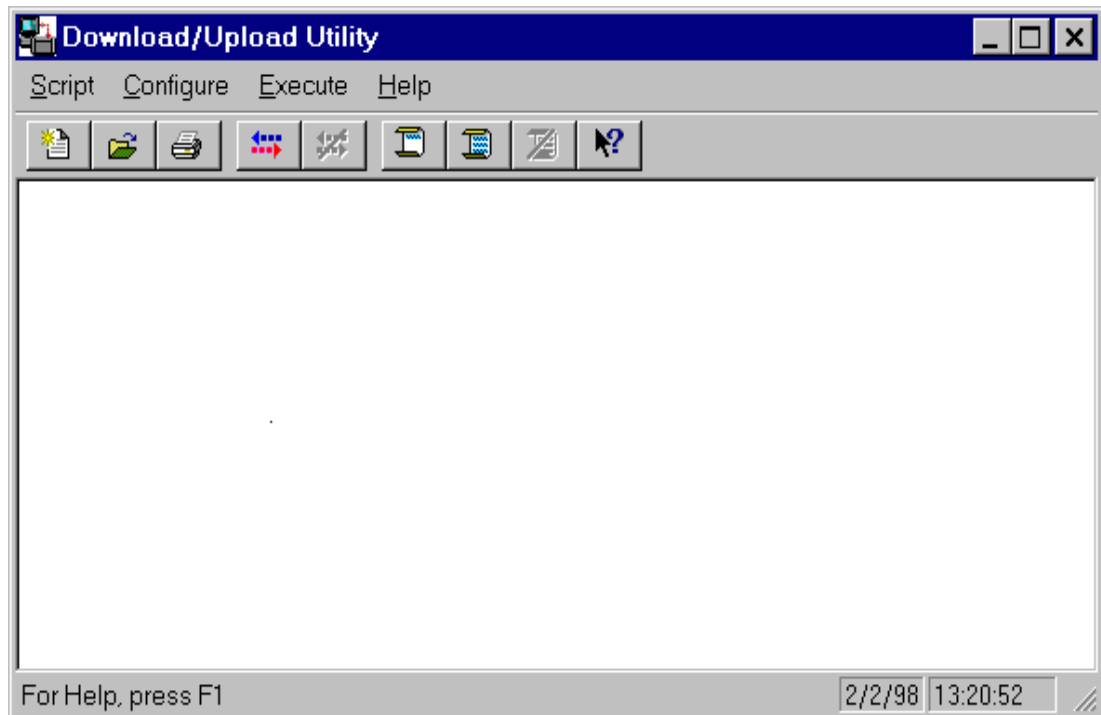 Download/Upload Utility
Script Configure Execute Help
For Help, press F1 2/2/98 13:20:52